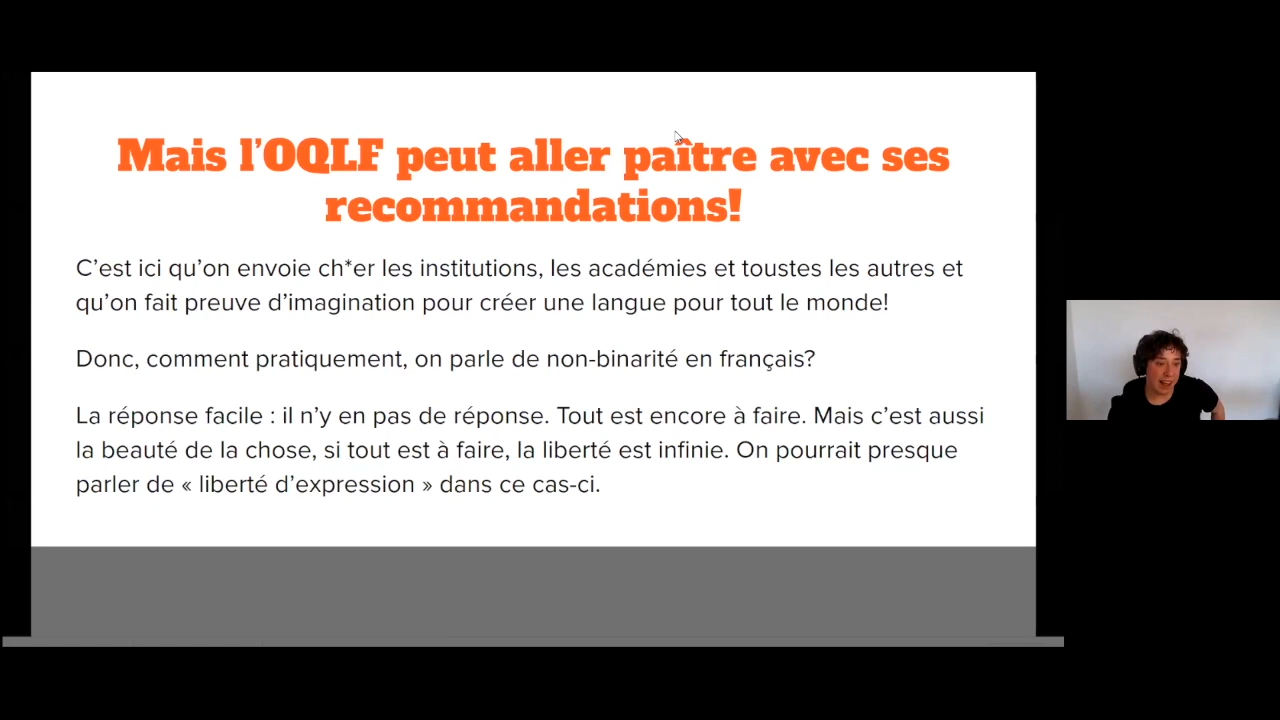 Mais l’OQLF peut aller paître avec ses
recommandations!
C’est ici qu’on envoie ch*er les institutions, les académies et toustes les autres et
qu’on fait preuve d’imagination pour créer une langue pour tout le monde!
Donc, comment pratiquement, on parle de non-binarité en français?
La réponse facile : il n’y en pas de réponse. Tout est encore à faire. Mais c’est aussi
la beauté de la chose, si tout est à faire, la liberté est infinie. On pourrait presque
parler de « liberté d’expression » dans ce cas-ci.